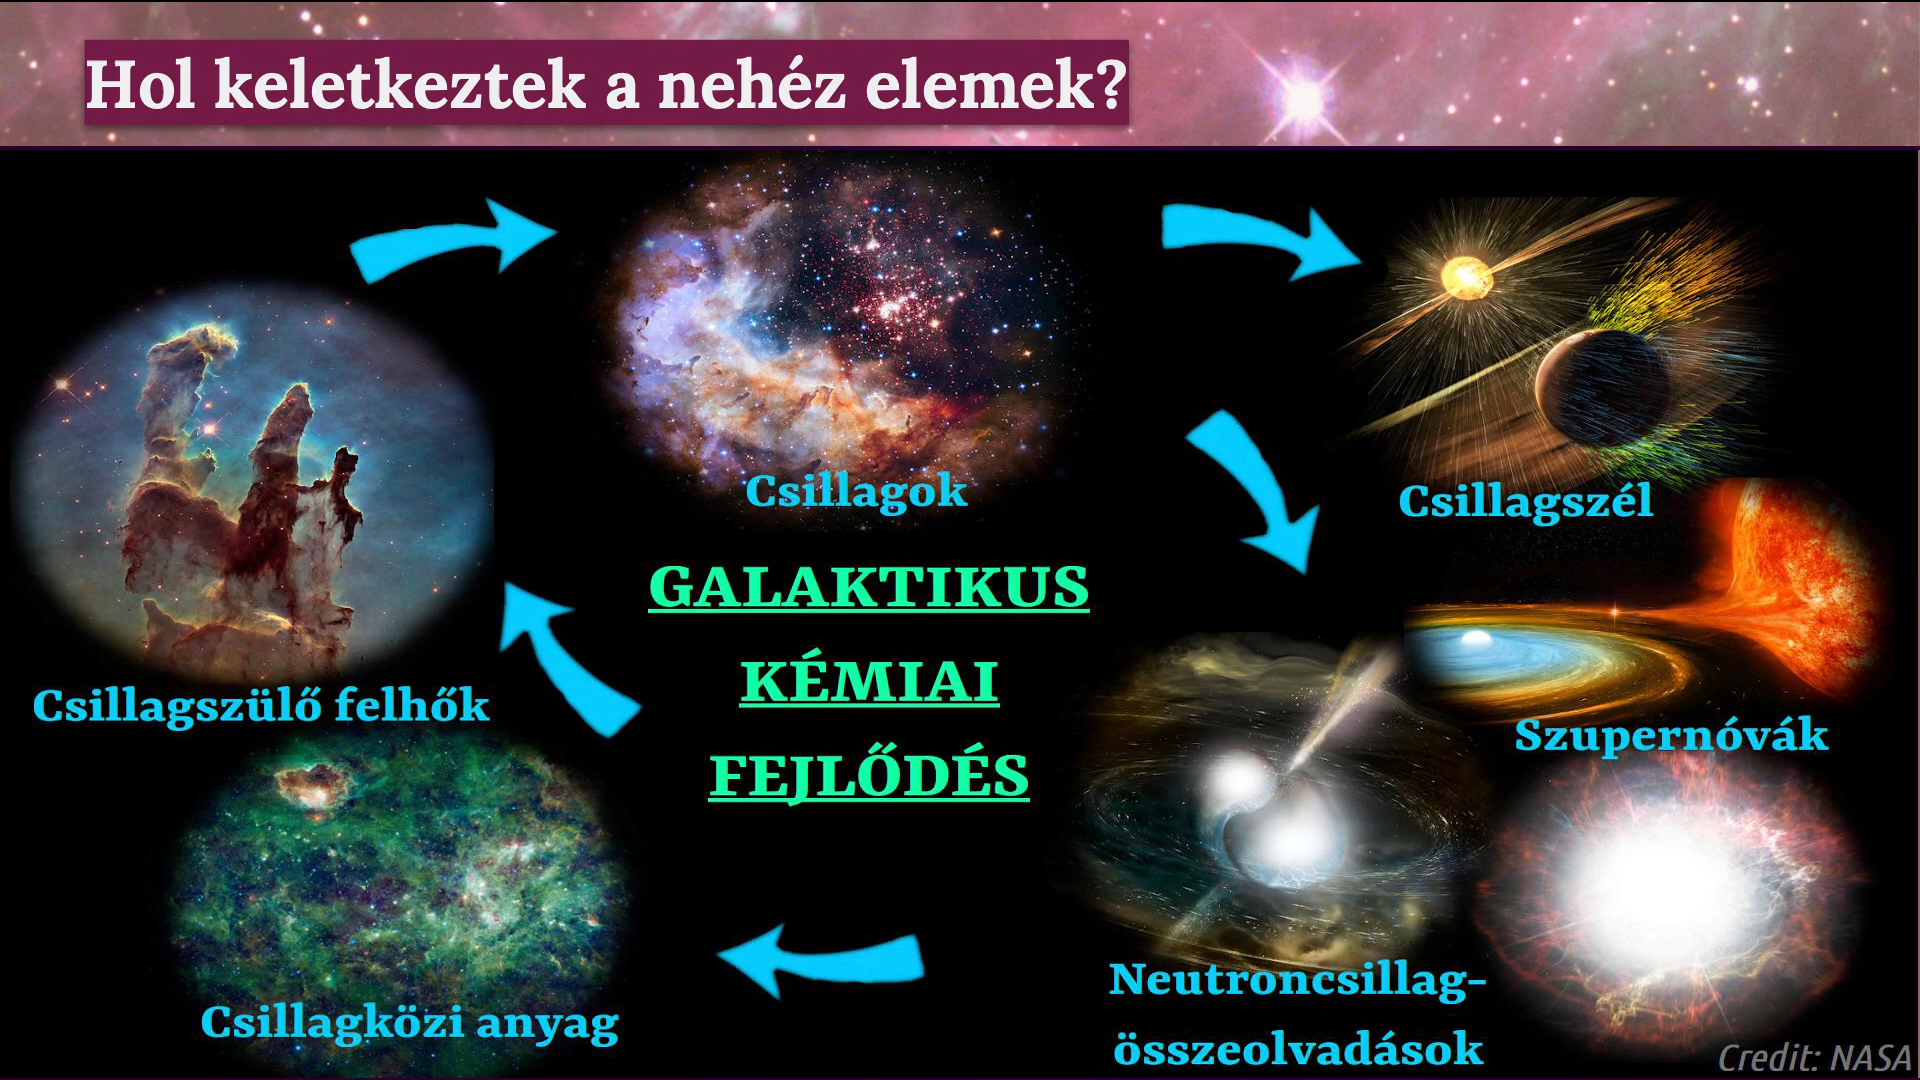 Hol keletkeztek a nehéz elemek?
Csillagok
Csillagszél
GALAKTIKUS
KÉMIAI
FEJLŐDÉS
Csillagszülő felhők
Szupernóvák
Csillagközi anyag
Neutroncsillag-
összeolvadások
Credit: NASA